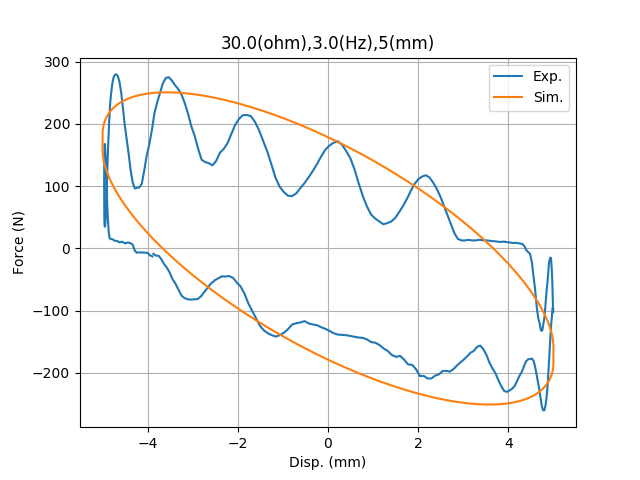 30.0(ohm),3.0(Hz),5(mm)
Exp.
Sim.
Force (N)
300
200
100
0
−100
−200
−4
−2
0
2
4
Disp. (mm)